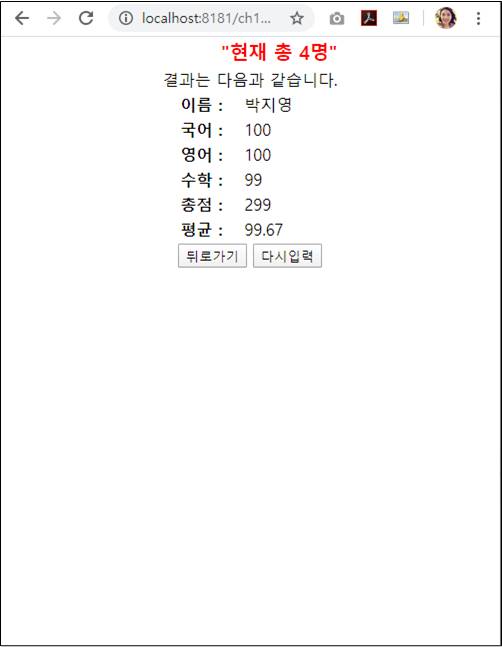 localhost:8181/ch1...
"현재 총 4명"
결과는 다음과 같습니다.
이름 : 박지영
국어 : 100
영어 : 100
수학 : 99
총점 : 299
평균 : 99.67
뒤로가기 다시입력